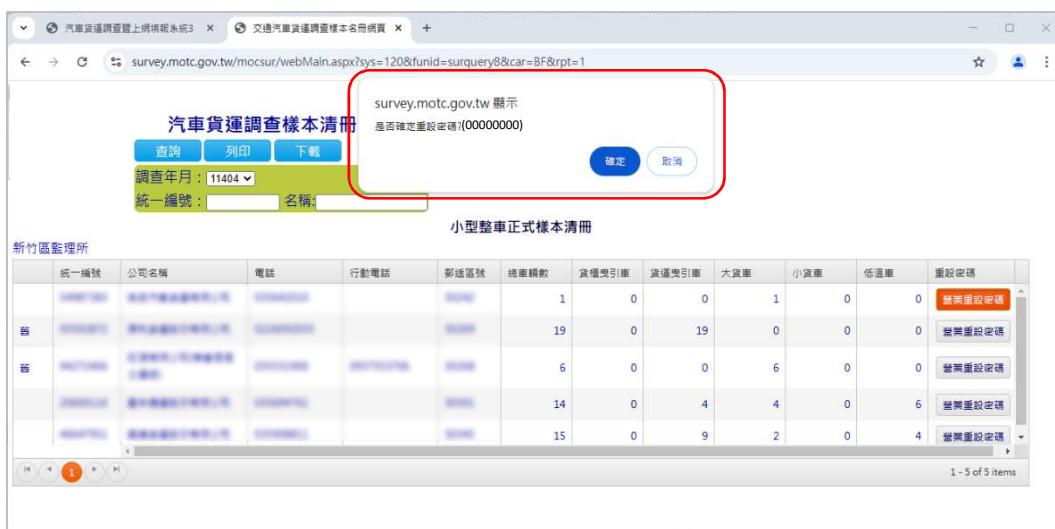 汽車貨運調查暨上網填報系統3
交通汽車貨運調查樣本名冊網頁
survey.motc.gov.tw/mocsur/webMain.aspx?sys=120&funid=surquery8&car=BF&rpt=1
survey.motc.gov.tw 顯示
是否確定重設密碼?(00000000)
確定 取消
汽車貨運調查樣本清冊
查詢 列印 下載
調查年月：11404
統一編號： 名稱:
小型整車正式樣本清冊
新竹區監理所
統一編號 公司名稱 電話 行動電話 郵遞區號 總車輛數 貨櫃曳引車 貨運曳引車 大貨車 小貨車 低溫車 重設密碼
1 0 0 1 0 0 營業重設密碼
舊 19 0 19 0 0 0 營業重設密碼
舊 6 0 0 6 0 0 營業重設密碼
14 0 4 4 0 6 營業重設密碼
15 0 9 2 0 4 營業重設密碼
1 1 - 5 of 5 items